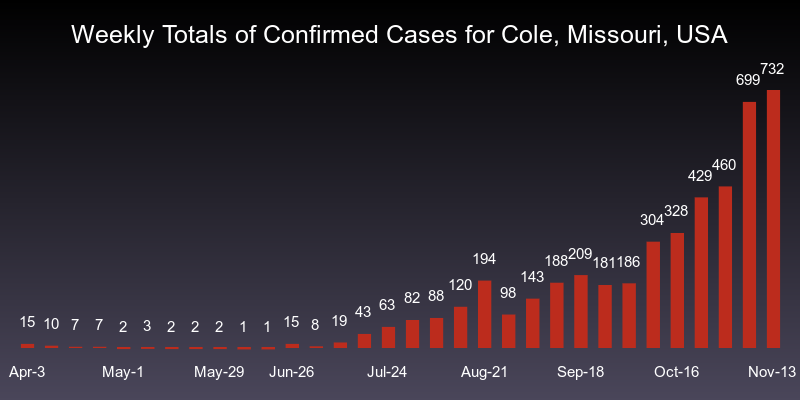 Weekly Totals of Confirmed Cases for Cole, Missouri, USA
15 10 7 7 2 3 2 2 2 1 1 15 8 19 43 63 82 88 120 194 98 143 188 209 181 186 304 328 429 460 699 732
Apr-3 May-1 May-29 Jun-26 Jul-24 Aug-21 Sep-18 Oct-16 Nov-13